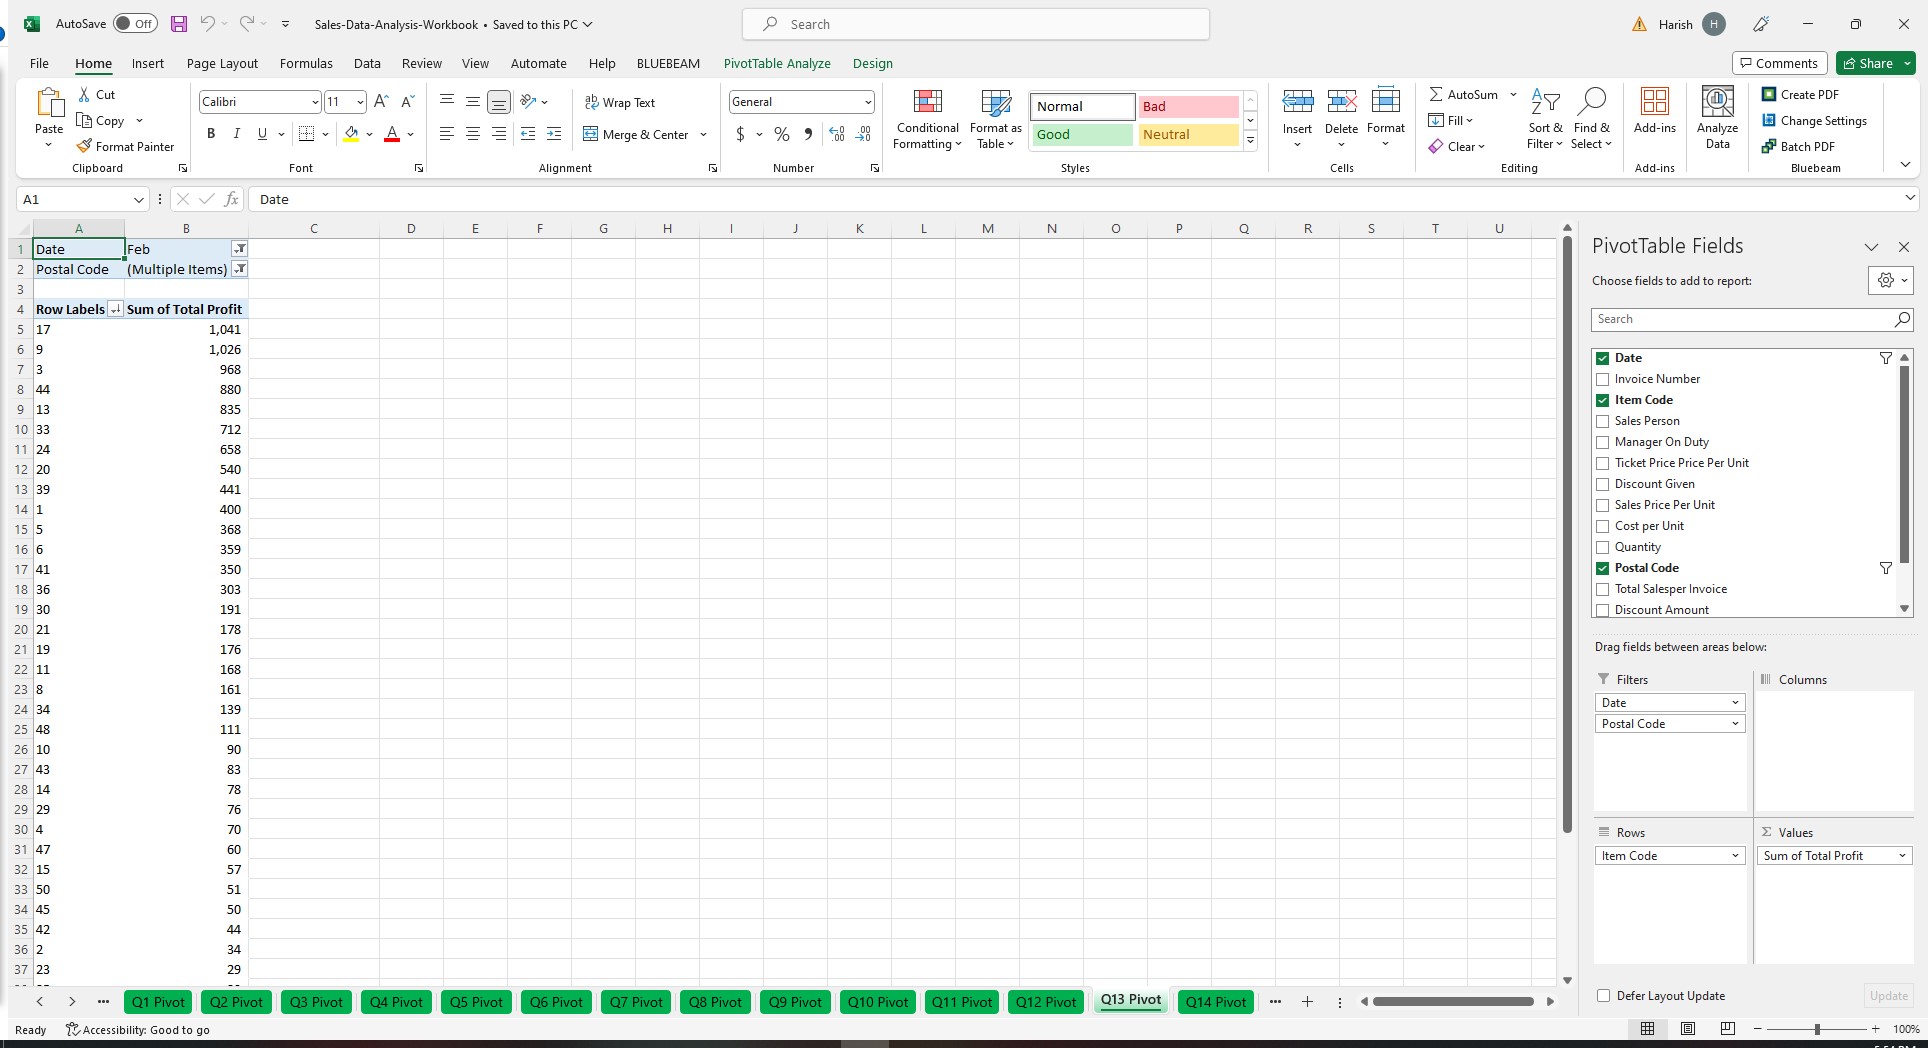 AutoSave Off Sales-Data-Analysis-Workbook • Saved to this PC Search Harish H
File Home Insert Page Layout Formulas Data Review View Automate Help BLUEBEAM PivotTable Analyze Design Comments Share
Paste Cut Copy Format Painter Clipboard
Calibri 11 A A B I U A Font
ab Wrap Text Merge & Center Alignment
General $ % Number
Conditional Formatting Format as Table Normal Bad Good Neutral Styles
Insert Delete Format Cells
AutoSum Fill Clear Sort & Filter Find & Select Editing
Add-ins Add-ins
Analyze Data
Create PDF Change Settings Batch PDF Bluebeam
A1 fx Date
A B C D E F G H I J K L M N O P Q R S T U
1 Date Feb
2 Postal Code (Multiple Items)
3
4 Row Labels Sum of Total Profit
5 17 1,041
6 9 1,026
7 3 968
8 44 880
9 13 835
10 33 712
11 24 658
12 20 540
13 39 441
14 1 400
15 5 368
16 6 359
17 41 350
18 36 303
19 30 191
20 21 178
21 19 176
22 11 168
23 8 161
24 34 139
25 48 111
26 10 90
27 43 83
28 14 78
29 29 76
30 4 70
31 47 60
32 15 57
33 50 51
34 45 50
35 42 44
36 2 34
37 23 29
PivotTable Fields
Choose fields to add to report:
Search
Date
Invoice Number
Item Code
Sales Person
Manager On Duty
Ticket Price Price Per Unit
Discount Given
Sales Price Per Unit
Cost per Unit
Quantity
Postal Code
Total Salesper Invoice
Discount Amount
Drag fields between areas below:
Filters Columns
Date
Postal Code
Rows Σ Values
Item Code Sum of Total Profit
Defer Layout Update Update
Q1 Pivot Q2 Pivot Q3 Pivot Q4 Pivot Q5 Pivot Q6 Pivot Q7 Pivot Q8 Pivot Q9 Pivot Q10 Pivot Q11 Pivot Q12 Pivot Q13 Pivot Q14 Pivot
Ready Accessibility: Good to go 100%